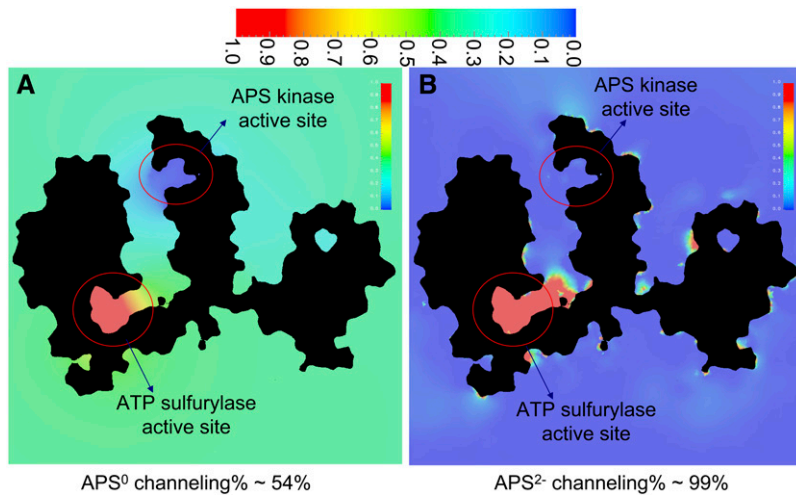 1.0 0.9 0.8 0.7 0.6 0.5 0.4 0.3 0.2 0.1 0.0
A
APS kinase
active site
ATP sulfurylase
active site
B
APS kinase
active site
ATP sulfurylase
active site
APS⁰ channeling% ~ 54%
APS²⁻ channeling% ~ 99%